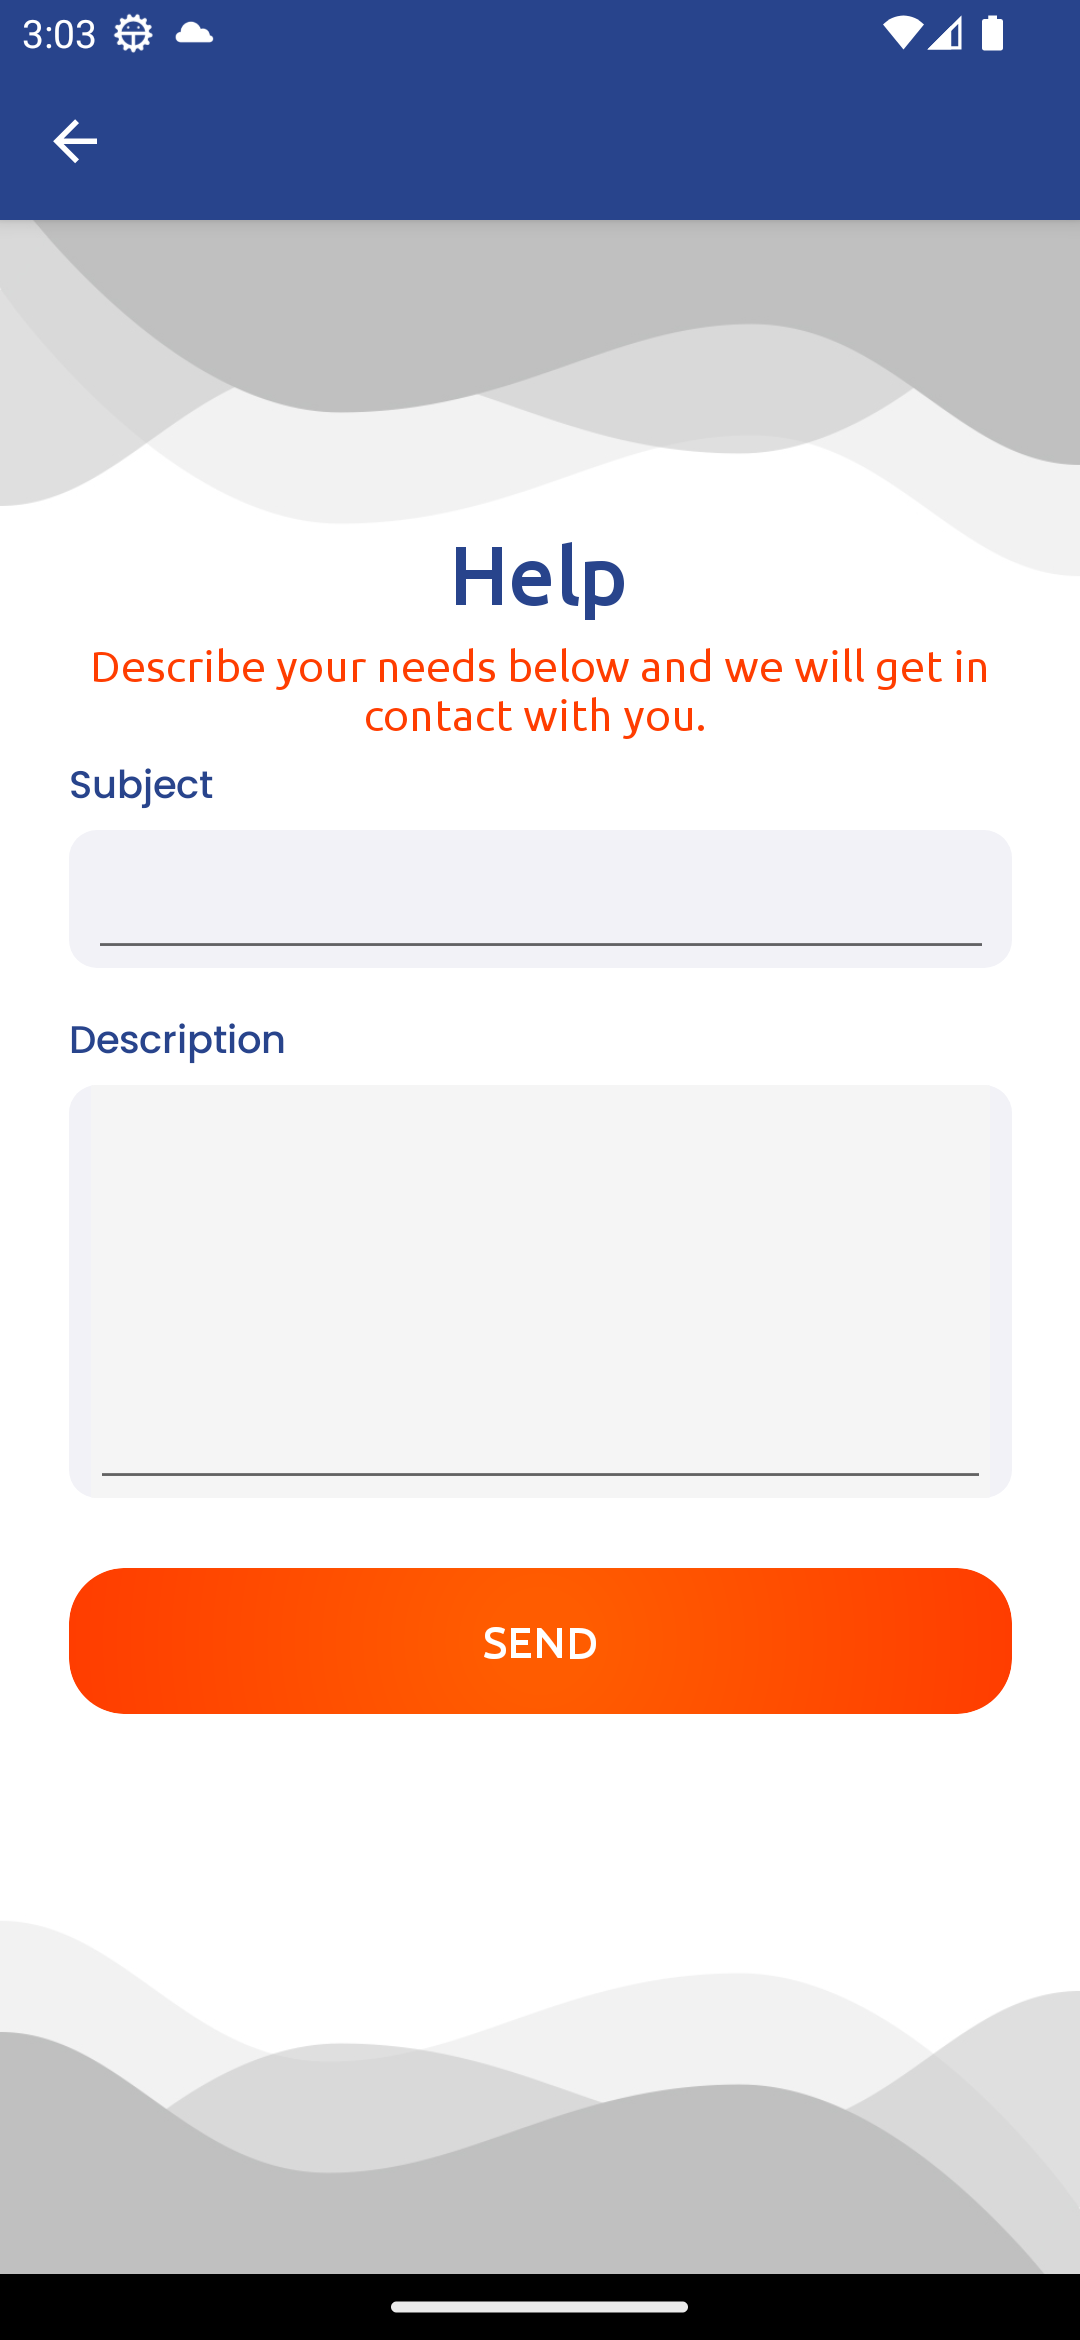 3:03
Help
Describe your needs below and we will get in
contact with you.
Subject
Description
SEND